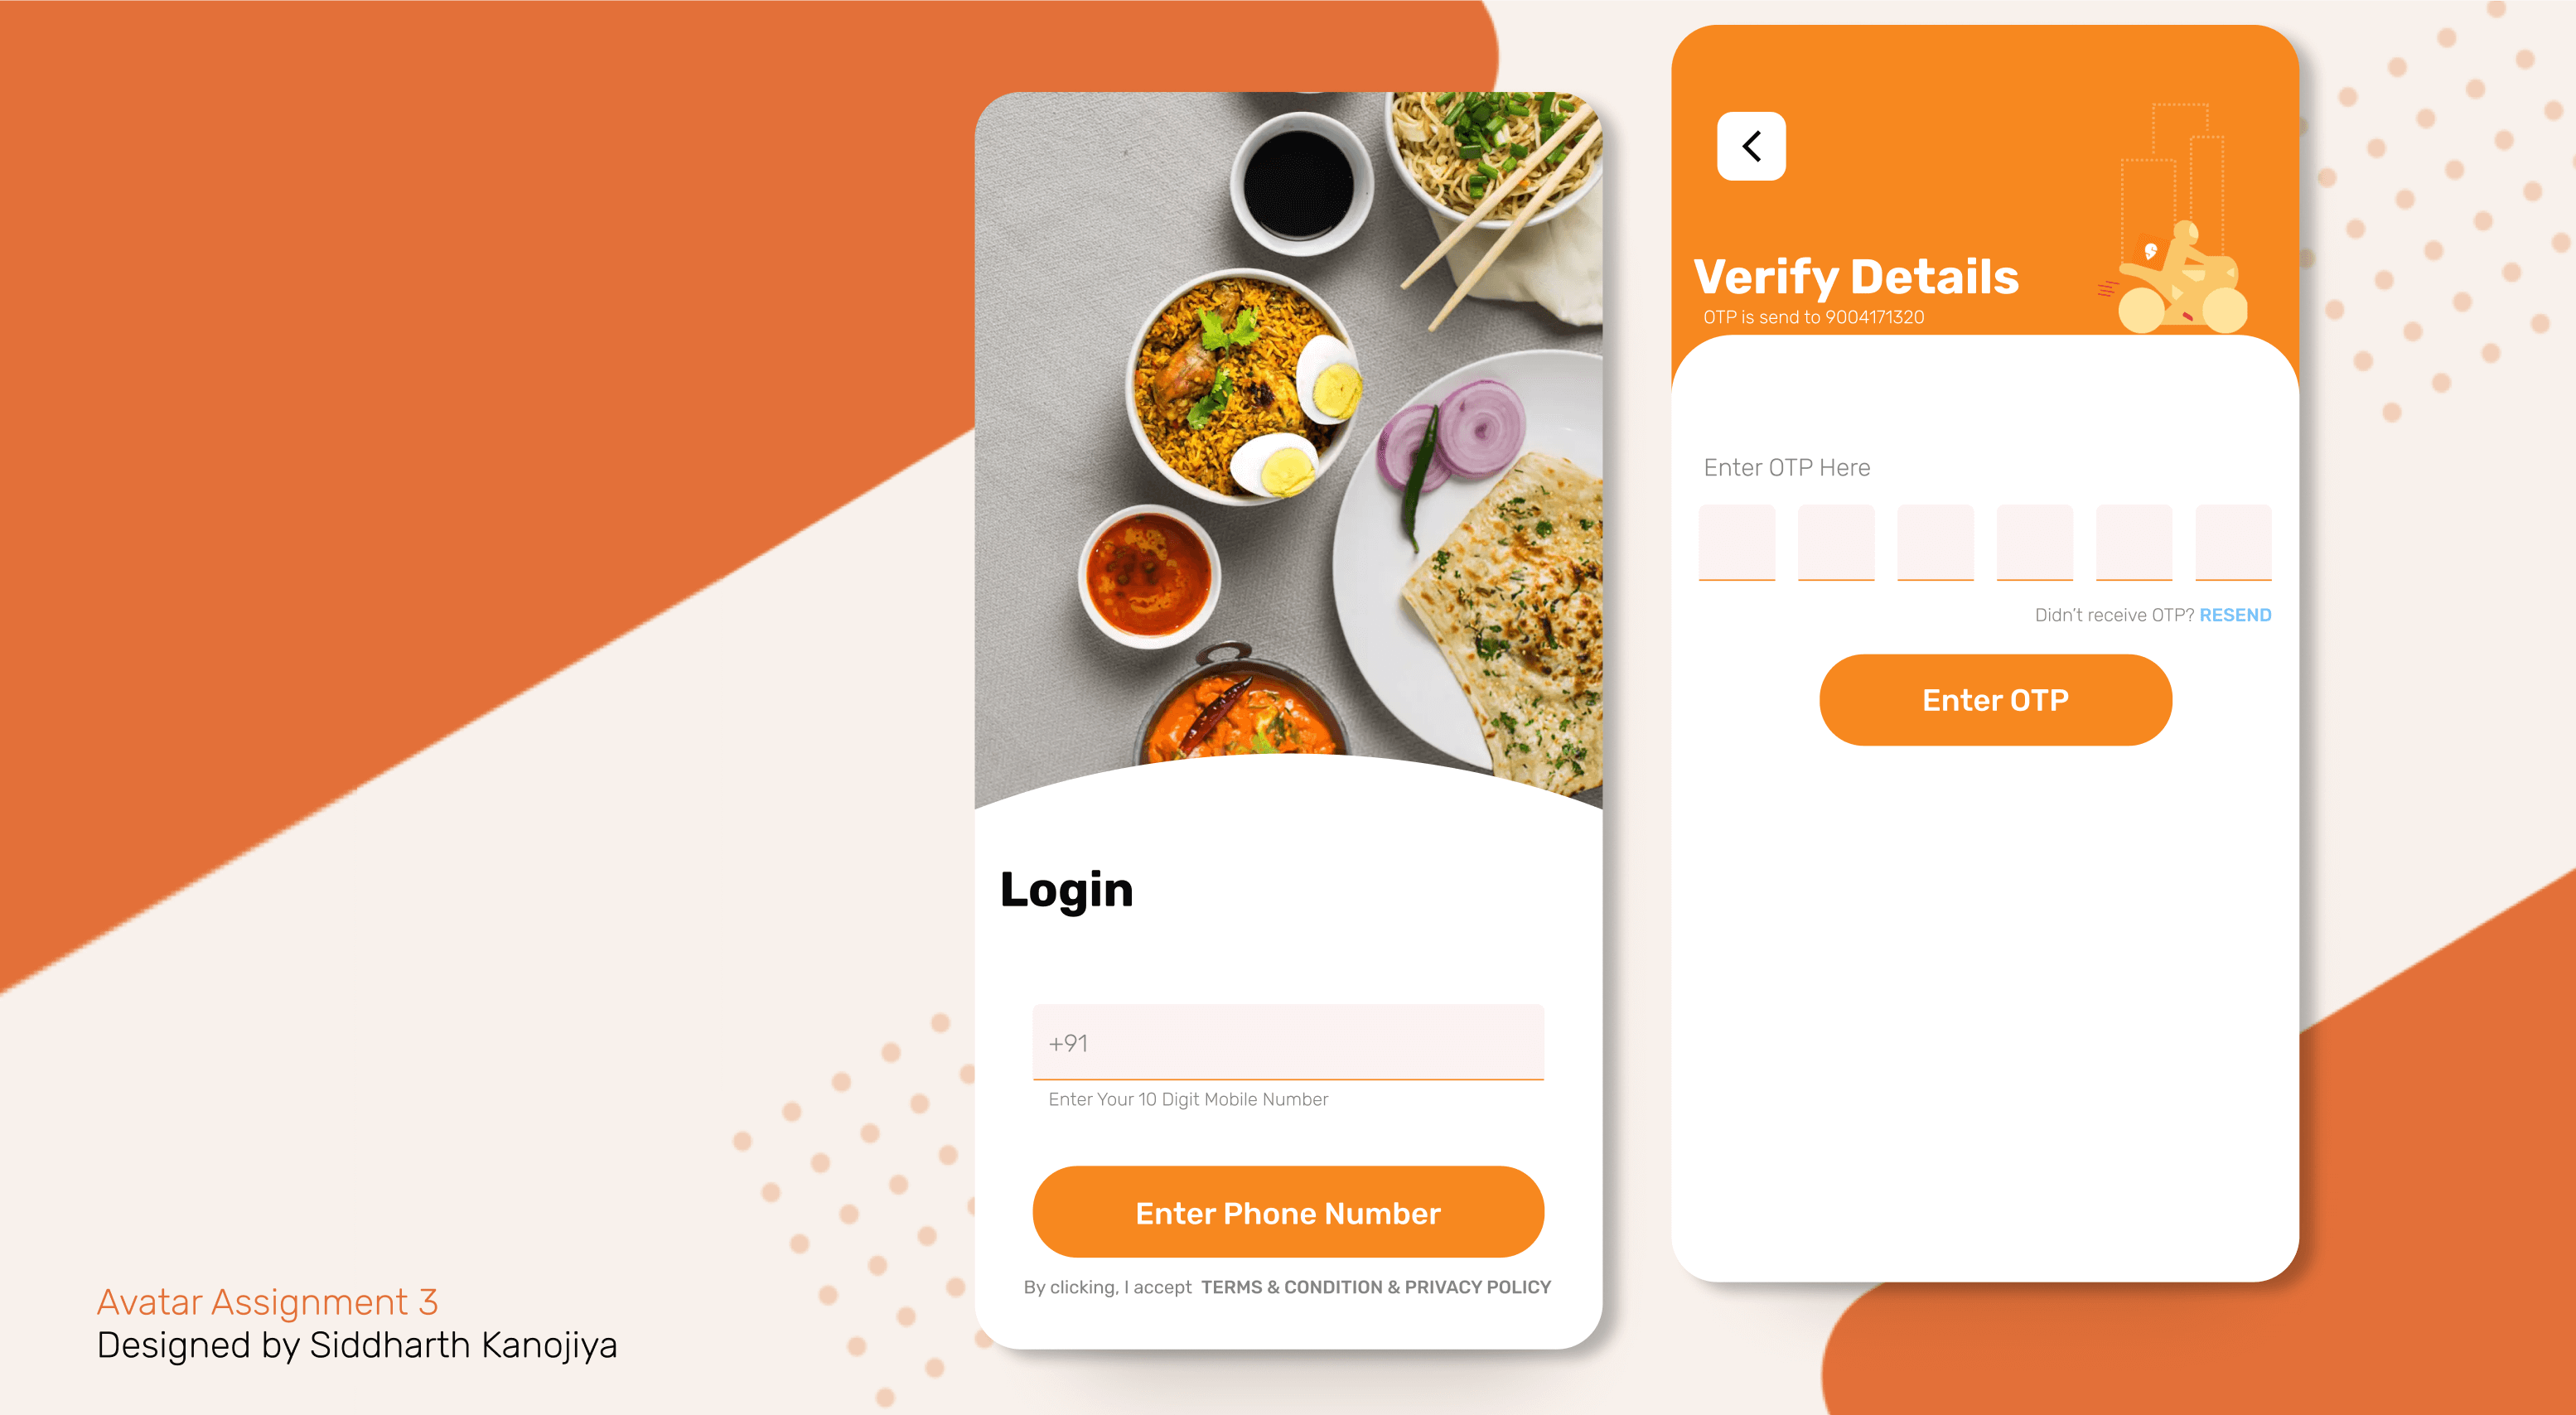 Login
+91
Enter Your 10 Digit Mobile Number
Enter Phone Number
By clicking, I accept TERMS & CONDITION & PRIVACY POLICY
Verify Details
OTP is send to 9004171320
Enter OTP Here
Didn't receive OTP? RESEND
Enter OTP
Avatar Assignment 3
Designed by Siddharth Kanojiya